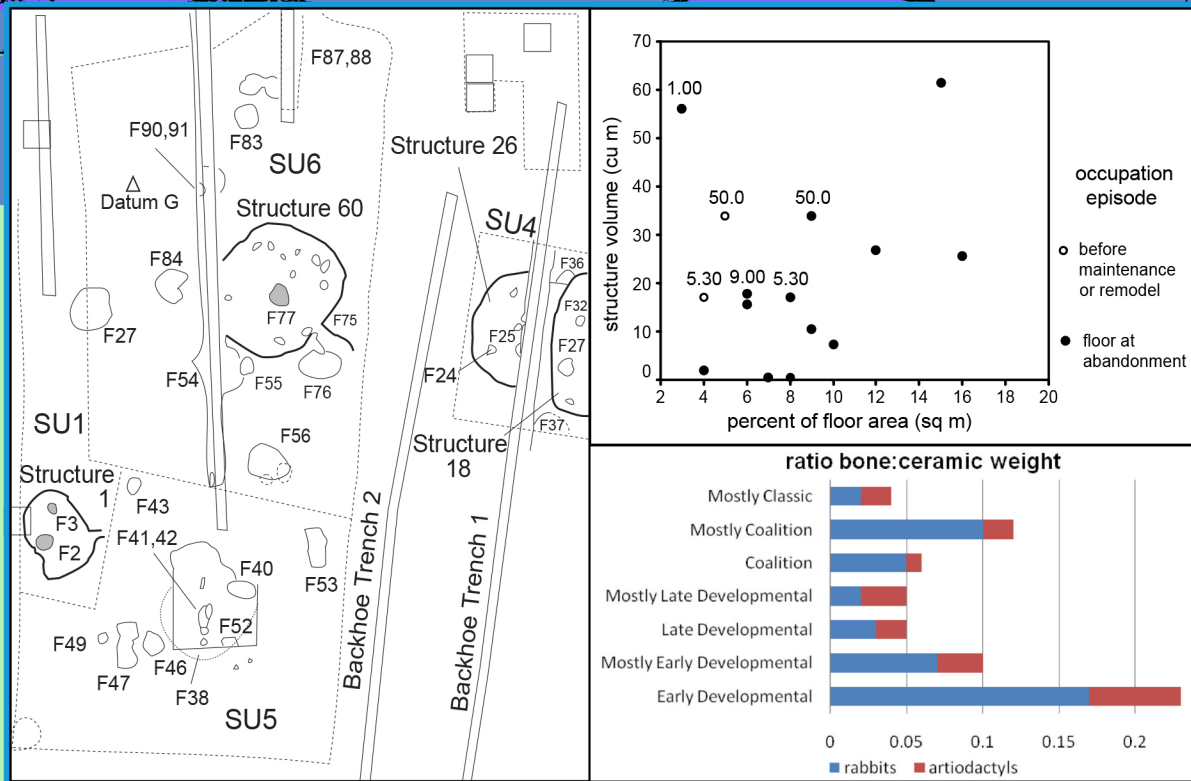 F87,88
F90,91
F83
SU6
Structure 26
Datum G
Structure 60
SU4
F84
F36
F32
F77
F75
F25
F27
F27
F24
F54
F55
F76
F37
SU1
F56
Structure
18
Structure
1
F43
F3
F41,42
F2
F53
F40
Backhoe Trench 2
Backhoe Trench 1
F49
F52
F47
F46
F38
SU5
70
60
50
40
30
20
10
0
structure volume (cu m)
1.00
50.0
50.0
5.30
9.00
5.30
2
4
6
8
10
12
14
16
18
20
percent of floor area (sq m)
occupation
episode
before
maintenance
or remodel
floor at
abandonment
ratio bone:ceramic weight
Mostly Classic
Mostly Coalition
Coalition
Mostly Late Developmental
Late Developmental
Mostly Early Developmental
Early Developmental
0
0.05
0.1
0.15
0.2
rabbits
artiodactyls